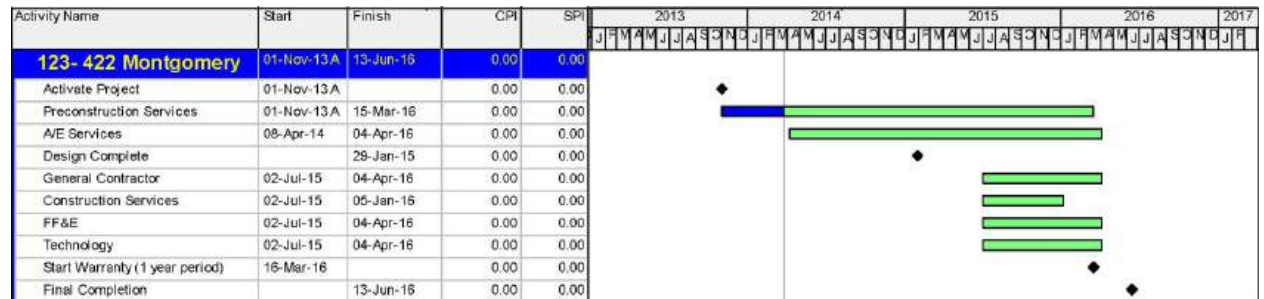 Activity Name Start Finish CPI SPI 2013 2014 2015 2016 2017
J F M A M J J A S O N D J F M A M J J A S O N D J F M A M J J A S O N D J F M A M J J A S O N D J F
123- 422 Montgomery 01-Nov-13 A 13-Jun-16 0.00 0.00
Activate Project 01-Nov-13 A 0.00 0.00
Preconstruction Services 01-Nov-13 A 15-Mar-16 0.00 0.00
A/E Services 08-Apr-14 04-Apr-16 0.00 0.00
Design Complete 29-Jan-15 0.00 0.00
General Contractor 02-Jul-15 04-Apr-16 0.00 0.00
Construction Services 02-Jul-15 05-Jan-16 0.00 0.00
FF&E 02-Jul-15 04-Apr-16 0.00 0.00
Technology 02-Jul-15 04-Apr-16 0.00 0.00
Start Warranty (1 year period) 16-Mar-16 0.00 0.00
Final Completion 13-Jun-16 0.00 0.00